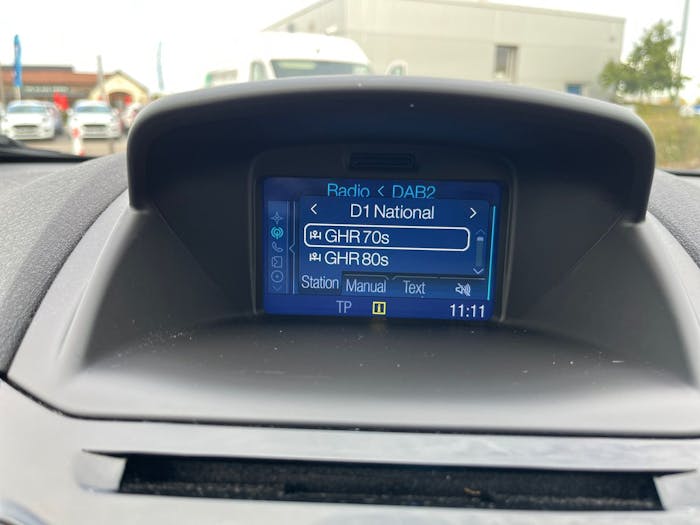 Radio < DAB2
< D1 National >
GHR 70s
GHR 80s
Station Manual Text
TP i 11:11